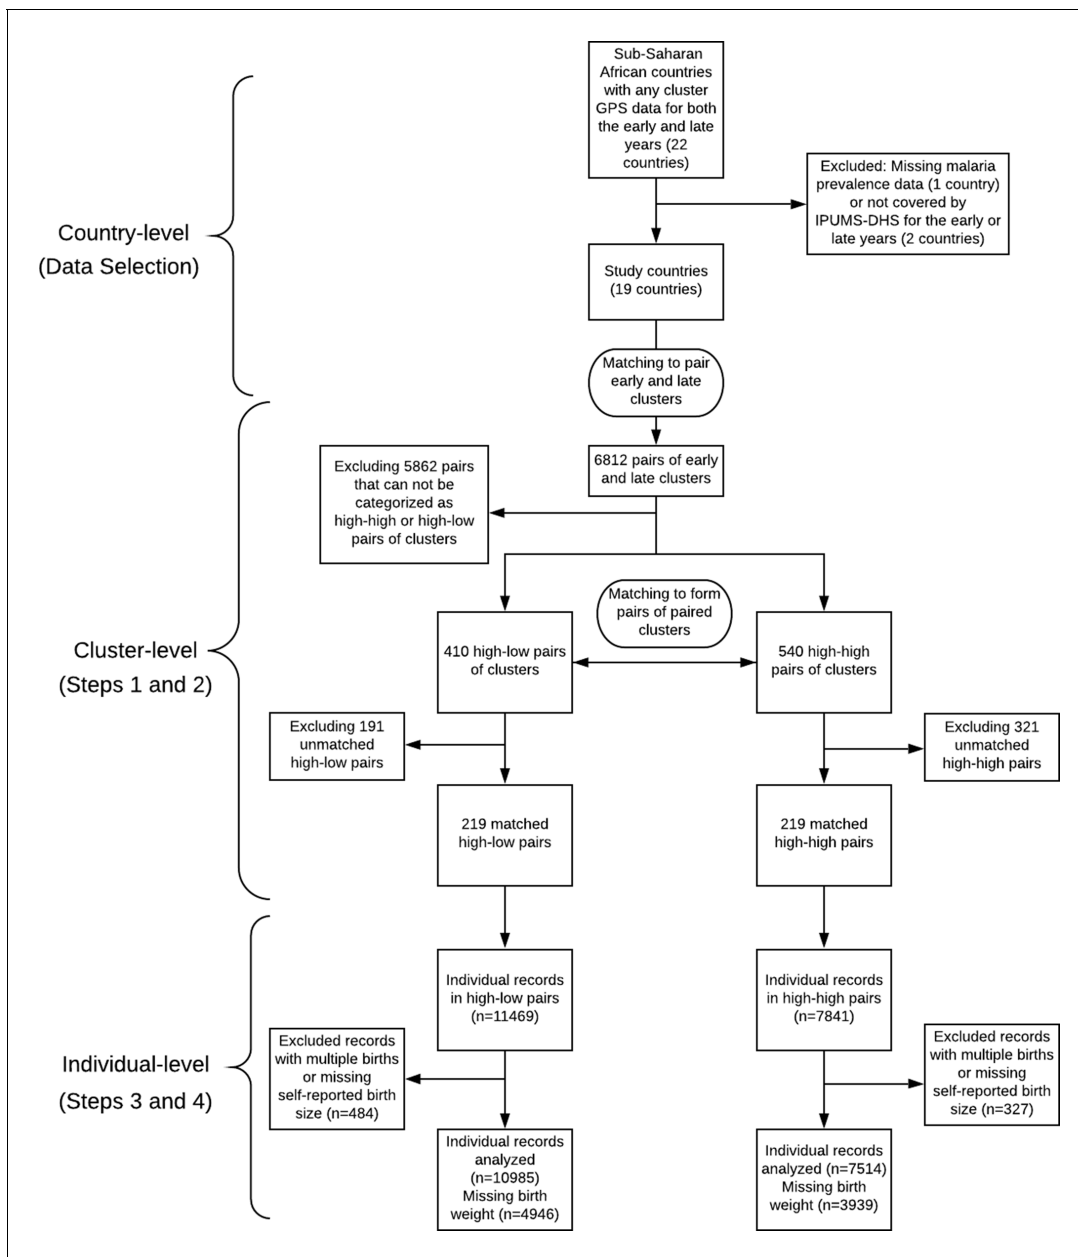 Sub-Saharan
African countries
with any cluster
GPS data for both
the early and late
years (22
countries)
Excluded: Missing malaria
prevalence data (1 country)
or not covered by
IPUMS-DHS for the early or
late years (2 countries)
Country-level
(Data Selection)
Study countries
(19 countries)
Matching to pair
early and late
clusters
6812 pairs of early
and late clusters
Excluding 5862 pairs
that can not be
categorized as
high-high or high-low
pairs of clusters
Matching to form
pairs of paired
clusters
Cluster-level
(Steps 1 and 2)
410 high-low pairs
of clusters
540 high-high
pairs of clusters
Excluding 191
unmatched
high-low pairs
Excluding 321
unmatched
high-high pairs
219 matched
high-low pairs
219 matched
high-high pairs
Individual records
in high-low pairs
(n=11469)
Individual records
in high-high pairs
(n=7841)
Individual-level
(Steps 3 and 4)
Excluded records
with multiple births
or missing
self-reported birth
size (n=484)
Excluded records
with multiple births
or missing
self-reported birth
size (n=327)
Individual records
analyzed
(n=10985)
Missing birth
weight (n=4946)
Individual records
analyzed (n=7514)
Missing birth
weight (n=3939)